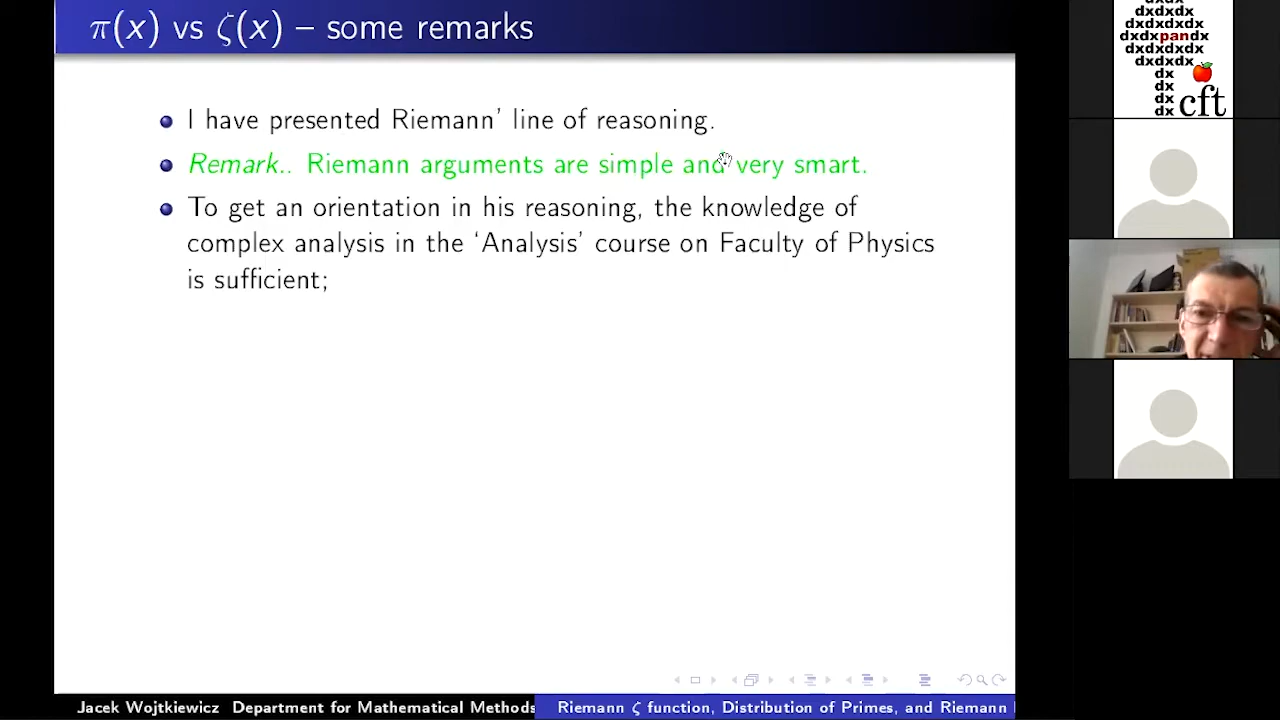 π(x) vs ζ(x) – some remarks
I have presented Riemann' line of reasoning.
Remark.. Riemann arguments are simple and very smart.
To get an orientation in his reasoning, the knowledge of
complex analysis in the 'Analysis' course on Faculty of Physics
is sufficient;
Jacek Wojtkiewicz Department for Mathematical Methods
Riemann ζ function, Distribution of Primes, and Riemann
dxdxdx
dxdxdx
dxdxdxdx
dxdxpandx
dxdxdxdx
dxdxdx
dx
dx
dx
dx
cft